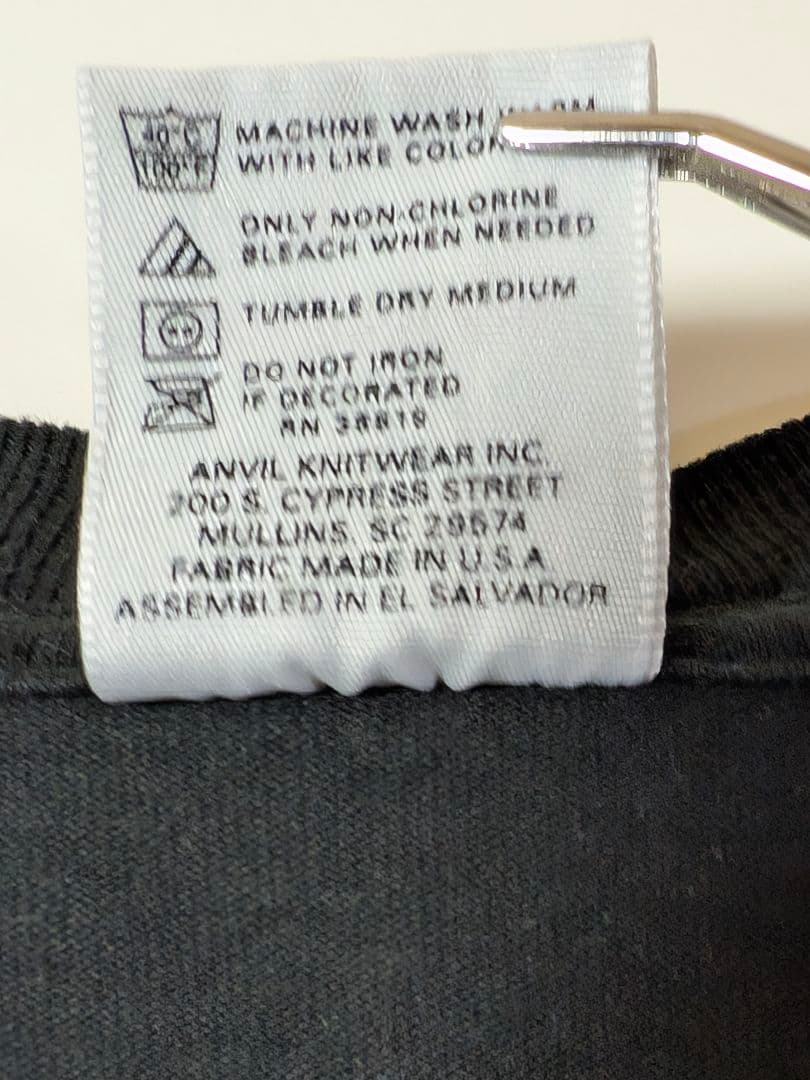 40°C
100°F
MACHINE WASH WARM
WITH LIKE
ONLY NON-CHLORINE
BLEACH WHEN NEEDED
TUMBLE DRY MEDIUM
DO NOT IRON
IF DECORATED
RN
ANVIL KNITWEAR INC.
200 S. CYPRESS STREET
MULLINS, SC 29574
FABRIC MADE IN U.S.A
ASSEMBLED IN EL SALVADOR